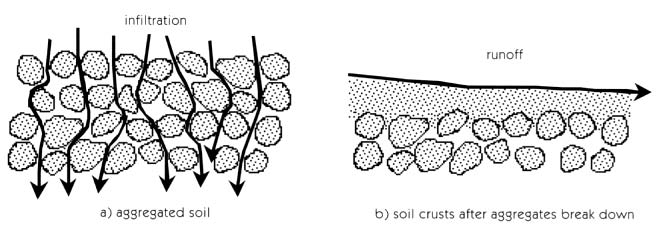 infiltration
runoff
a) aggregated soil
b) soil crusts after aggregates break down